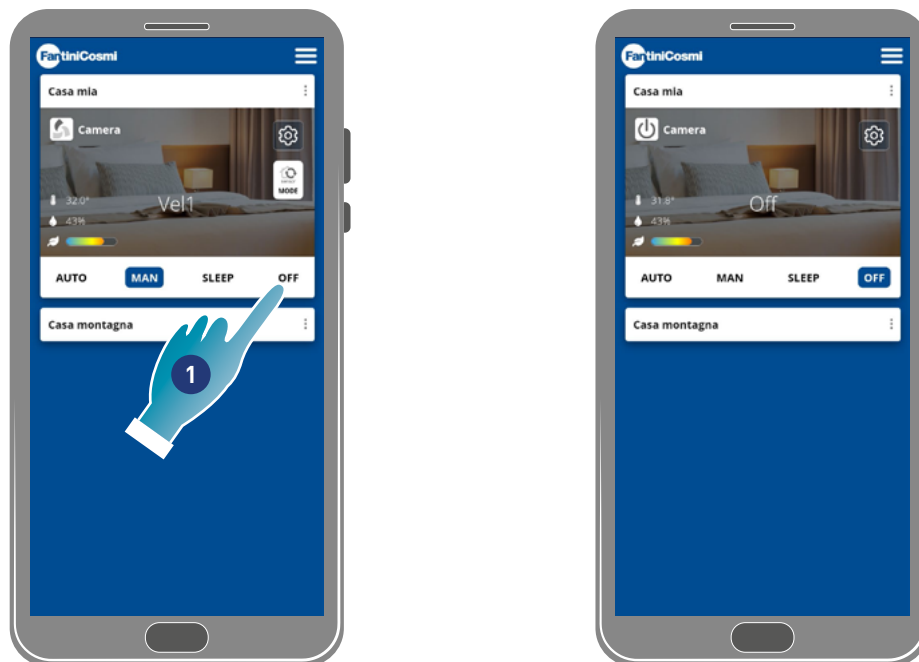 FantiniCosmi
Casa mia
Camera
MODE
32.0°
Vel1
43%
AUTO MAN SLEEP OFF
Casa montagna
1
FantiniCosmi
Casa mia
Camera
31.8°
Off
43%
AUTO MAN SLEEP OFF
Casa montagna